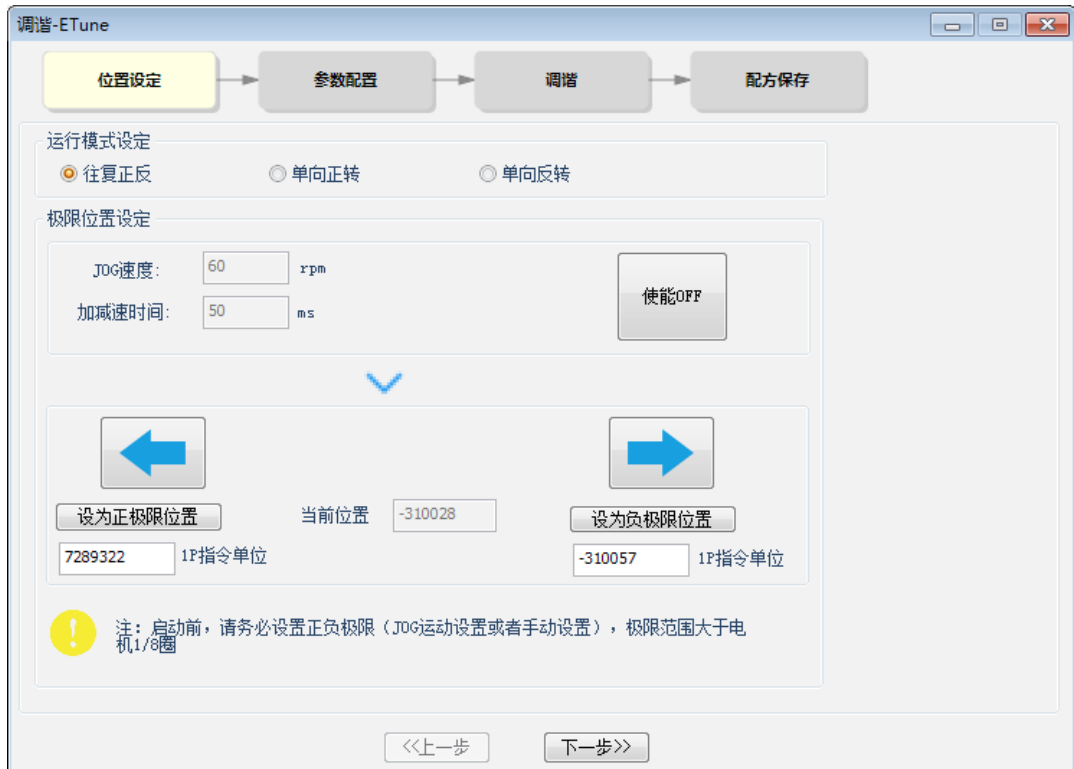 调谐-ETune
位置设定
参数配置
调谐
配方保存
运行模式设定
往复正反
单向正转
单向反转
极限位置设定
JOG速度: 60 rpm
加减速时间: 50 ms
使能OFF
设为正极限位置
当前位置 -310028
设为负极限位置
7289322 1P指令单位
-310057 1P指令单位
注: 启动前, 请务必设置正负极限 (JOG运动设置或者手动设置) , 极限范围大于电
机1/8圈
<<上一步
下一步>>